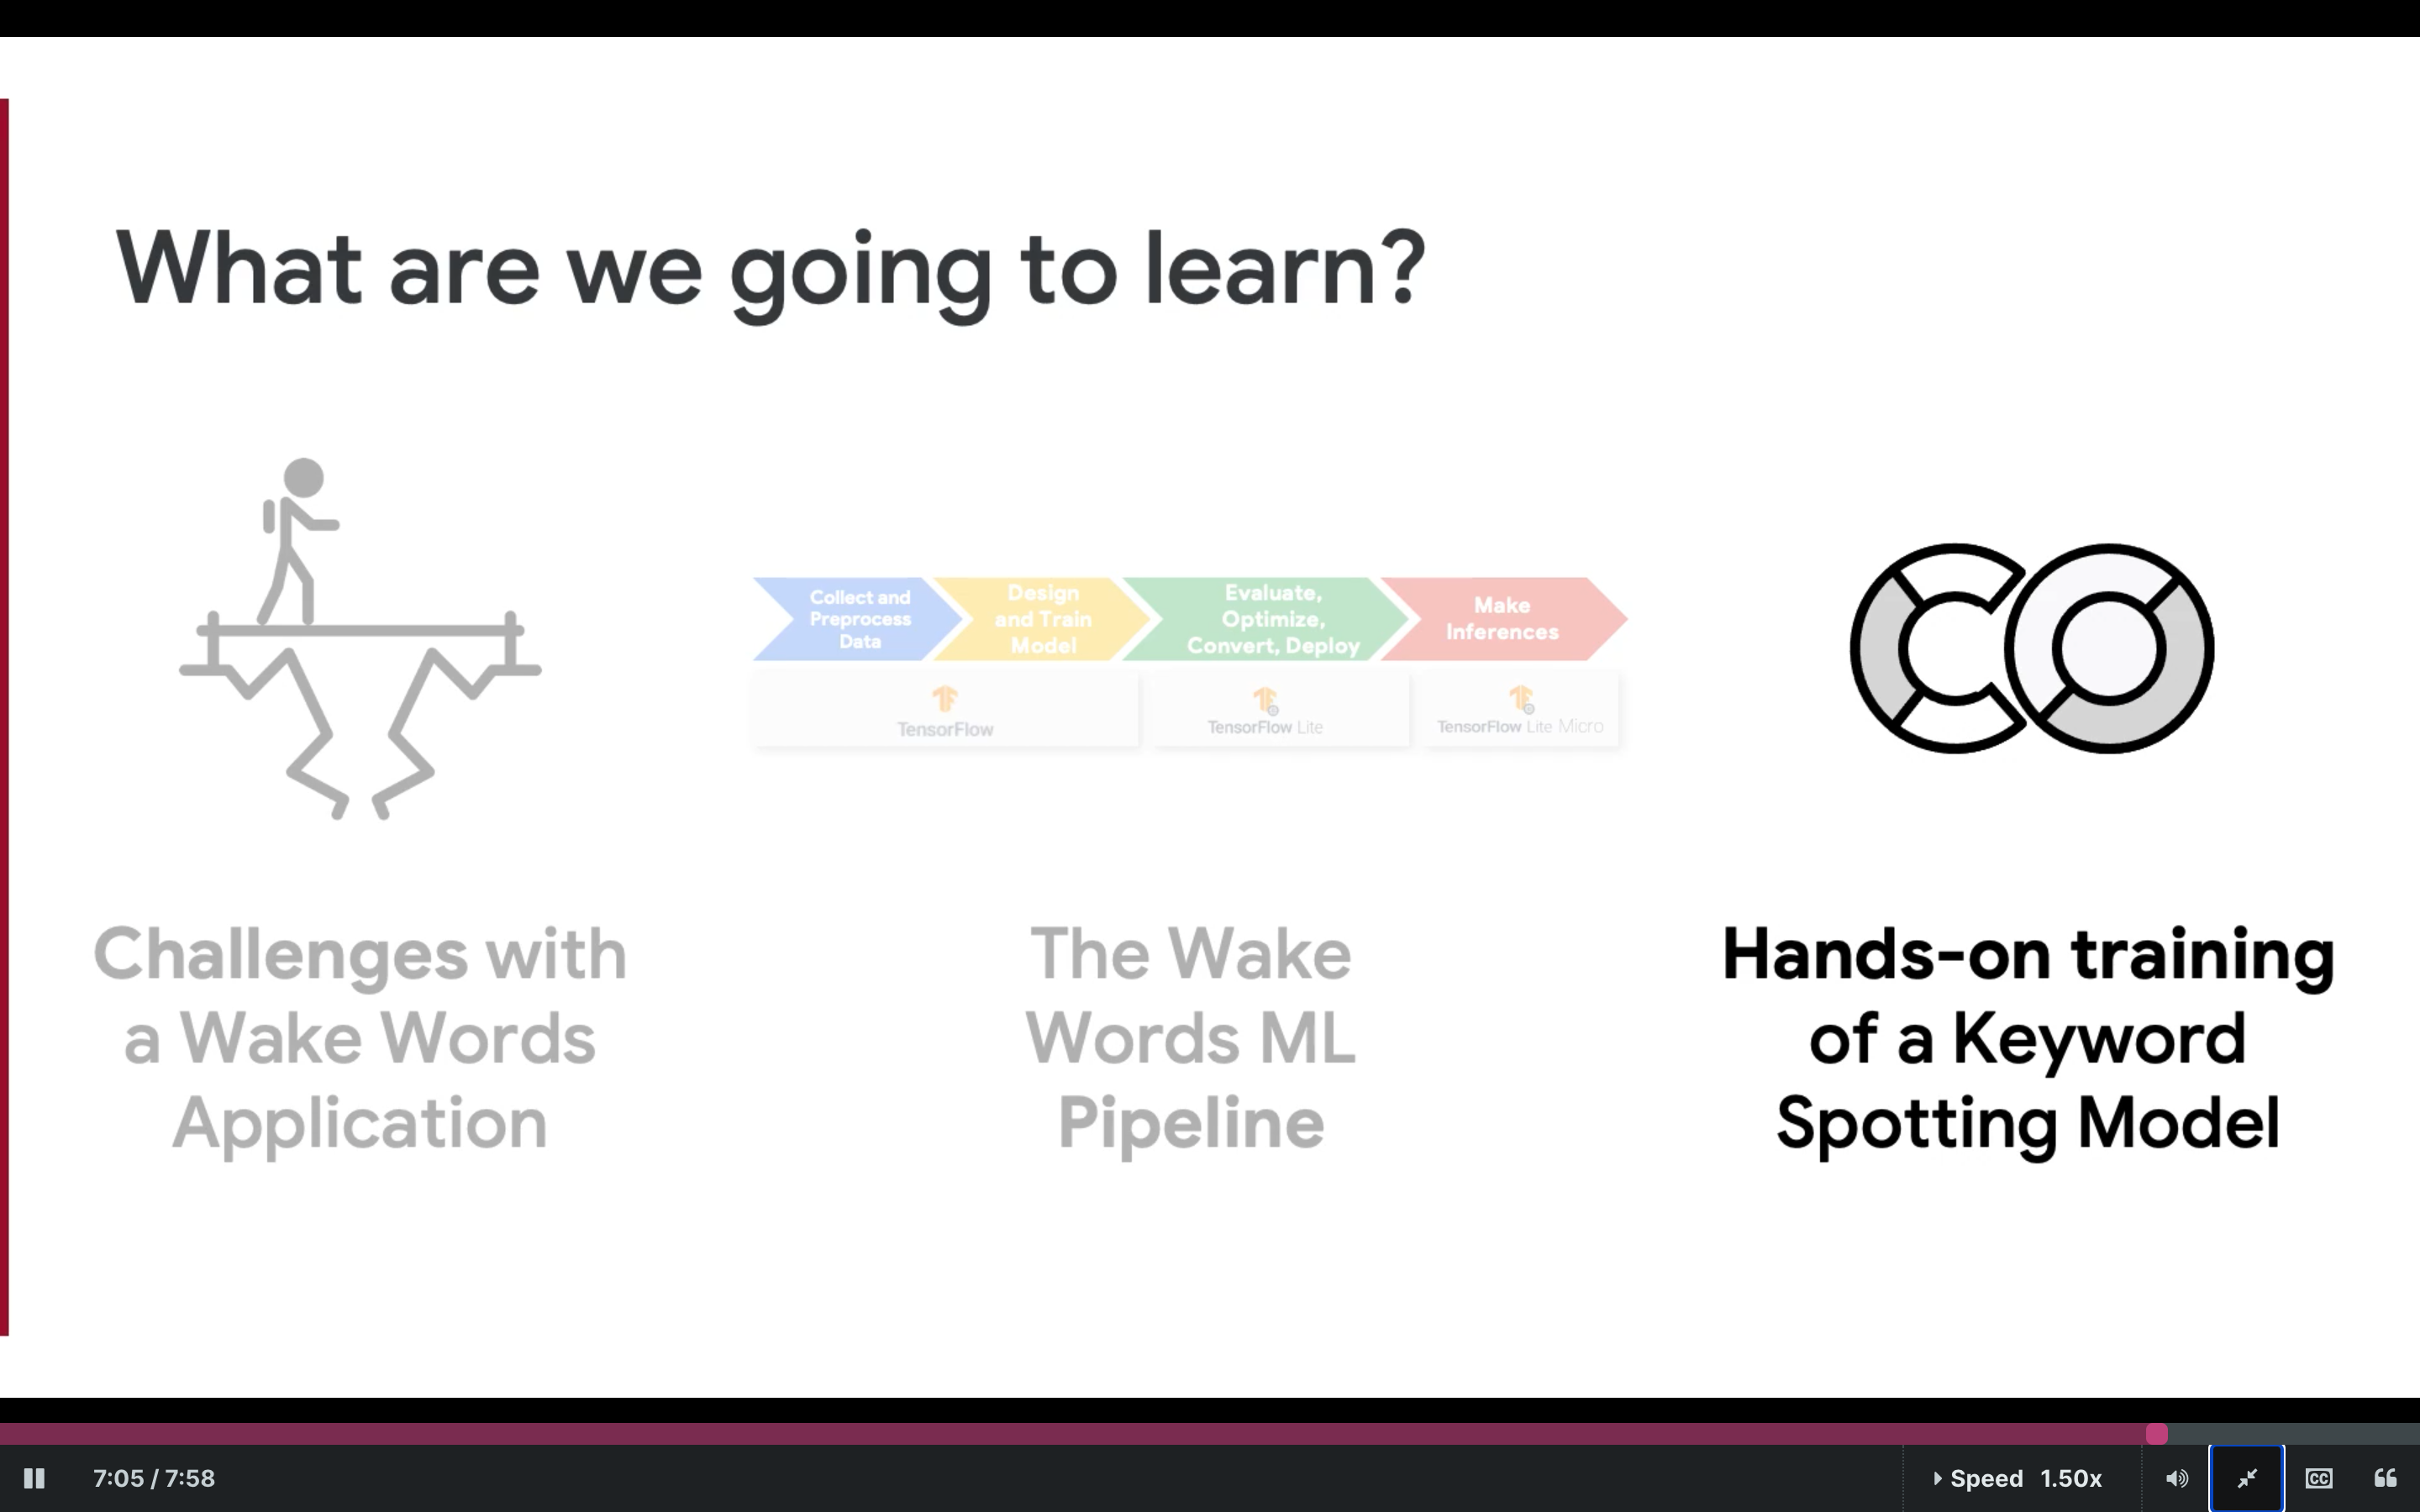 What are we going to learn?
Collect and
Preprocess
Data
Design
and Train
Model
Evaluate,
Optimize,
Convert, Deploy
Make
Inferences
TensorFlow
TensorFlow Lite
TensorFlow Lite Micro
Challenges with
a Wake Words
Application
The Wake
Words ML
Pipeline
Hands-on training
of a Keyword
Spotting Model
7:05 / 7:58
Speed 1.50x
CC